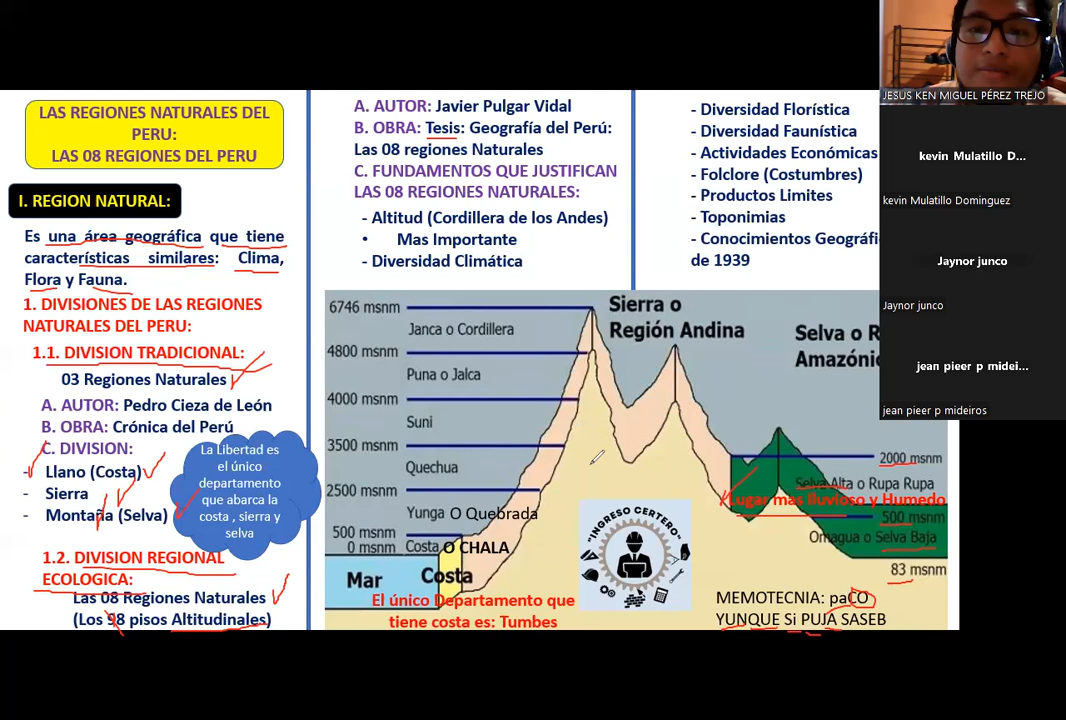 LAS REGIONES NATURALES DEL
PERU:
LAS 08 REGIONES DEL PERU
I. REGION NATURAL:
Es una área geográfica que tiene
características similares: Clima,
Flora y Fauna.
1. DIVISIONES DE LAS REGIONES
NATURALES DEL PERU:
1.1. DIVISION TRADICIONAL:
03 Regiones Naturales
A. AUTOR: Pedro Cieza de León
B. OBRA: Crónica del Perú
C. DIVISION:
- Llano (Costa)
- Sierra
- Montaña (Selva)
La Libertad es
el único
departamento
que abarca la
costa , sierra y
selva
1.2. DIVISION REGIONAL
ECOLOGICA:
Las 08 Regiones Naturales
(Los 98 pisos Altitudinales)
A. AUTOR: Javier Pulgar Vidal
B. OBRA: Tesis: Geografía del Perú:
Las 08 regiones Naturales
C. FUNDAMENTOS QUE JUSTIFICAN
LAS 08 REGIONES NATURALES:
- Altitud (Cordillera de los Andes)
• Mas Importante
- Diversidad Climática
- Diversidad Florística
- Diversidad Faunística
- Actividades Económicas
- Folclore (Costumbres)
- Productos Limites
- Toponimias
- Conocimientos Geográfi
de 1939
6746 msnm
Janca o Cordillera
4800 msnm
Puna o Jalca
4000 msnm
Suni
3500 msnm
Quechua
2500 msnm
Yunga O Quebrada
500 msnm
0 msnm
Costa O CHALA
Mar
Costa
Sierra o
Región Andina
Selva o R
Amazónic
2000 msnm
Selva Alta o Rupa Rupa
Lugar mas lluvioso y Humedo
500 msnm
Omagua o Selva Baja
83 msnm
"INGRESO CERTERO"
El único Departamento que
tiene costa es: Tumbes
MEMOTECNIA: paCO
YUNQUE Si PUJA SASEB
JESUS KEN MIGUEL PÉREZ TREJO
kevin Mulatillo D...
kevin Mulatillo Dominguez
Jaynor junco
Jaynor junco
jean pieer p midei...
jean pieer p mideiros